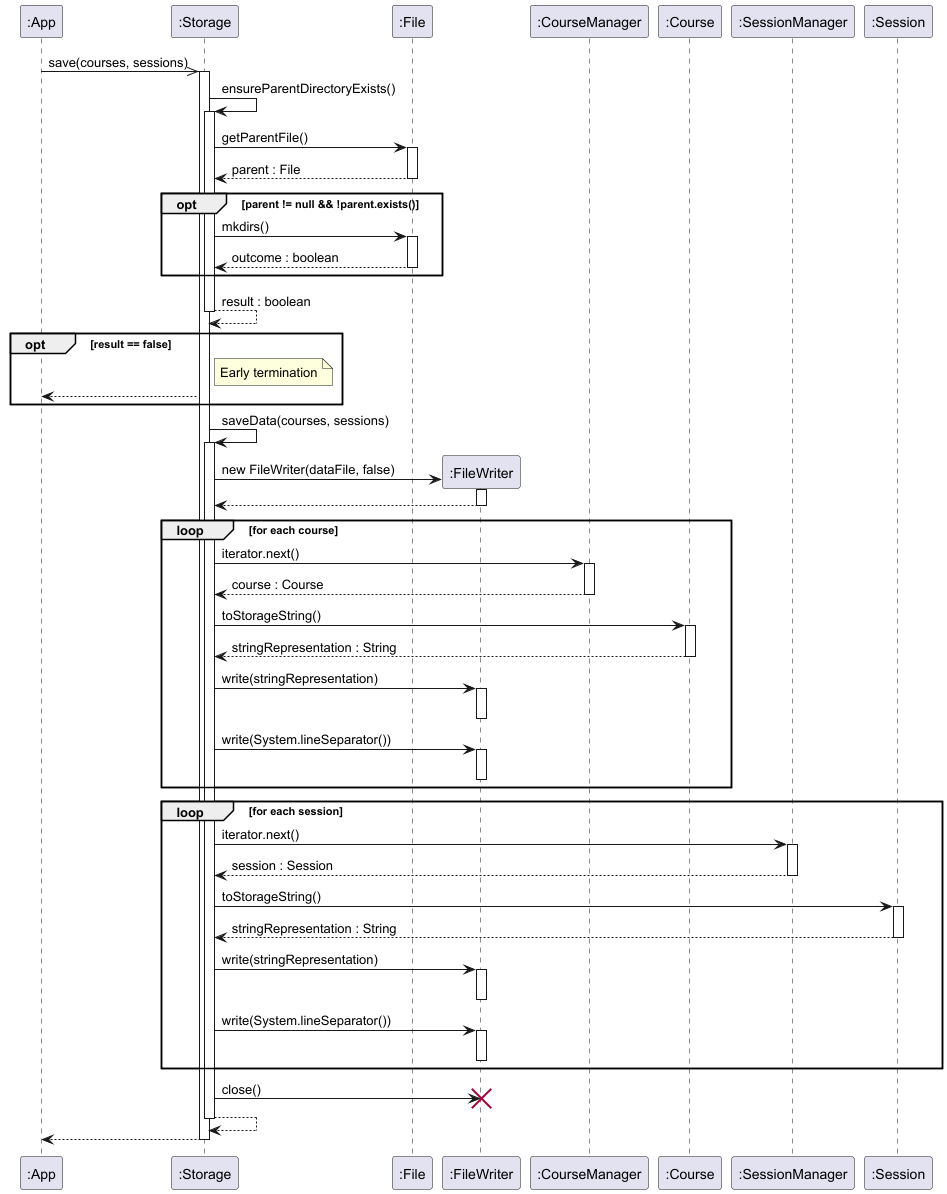 :App
:Storage
:File
:CourseManager
:Course
:SessionManager
:Session
save(courses, sessions)
ensureParentDirectoryExists()
getParentFile()
parent : File
opt
[parent != null && !parent.exists()]
mkdirs()
outcome : boolean
result : boolean
opt
[result == false]
Early termination
saveData(courses, sessions)
new FileWriter(dataFile, false)
:FileWriter
loop
[for each course]
iterator.next()
course : Course
toStorageString()
stringRepresentation : String
write(stringRepresentation)
write(System.lineSeparator())
loop
[for each session]
iterator.next()
session : Session
toStorageString()
stringRepresentation : String
write(stringRepresentation)
write(System.lineSeparator())
close()
:App
:Storage
:File
:FileWriter
:CourseManager
:Course
:SessionManager
:Session